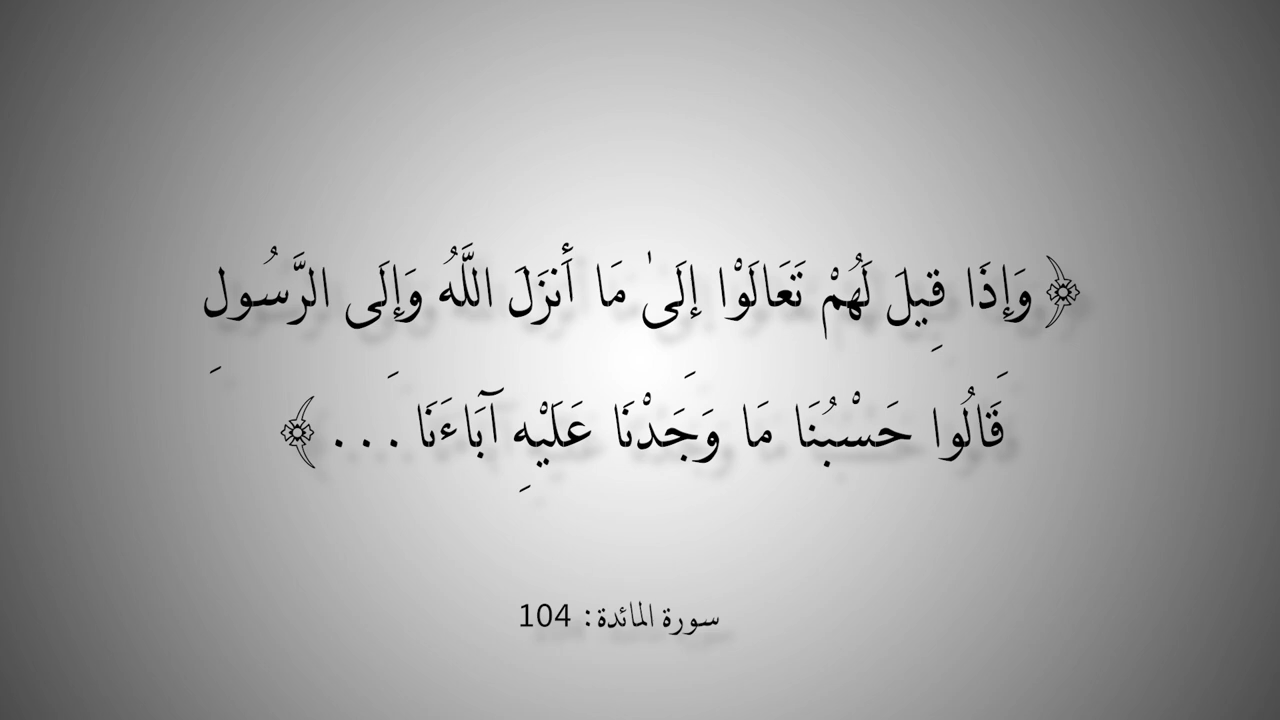 ﴿ وَإِذَا قِيلَ لَهُمْ تَعَالَوْا إِلَىٰ مَا أَنزَلَ اللَّهُ وَإِلَى الرَّسُولِ
قَالُوا حَسْبُنَا مَا وَجَدْنَا عَلَيْهِ آبَاءَنَا . . . ﴾
سورة المائدة : 104